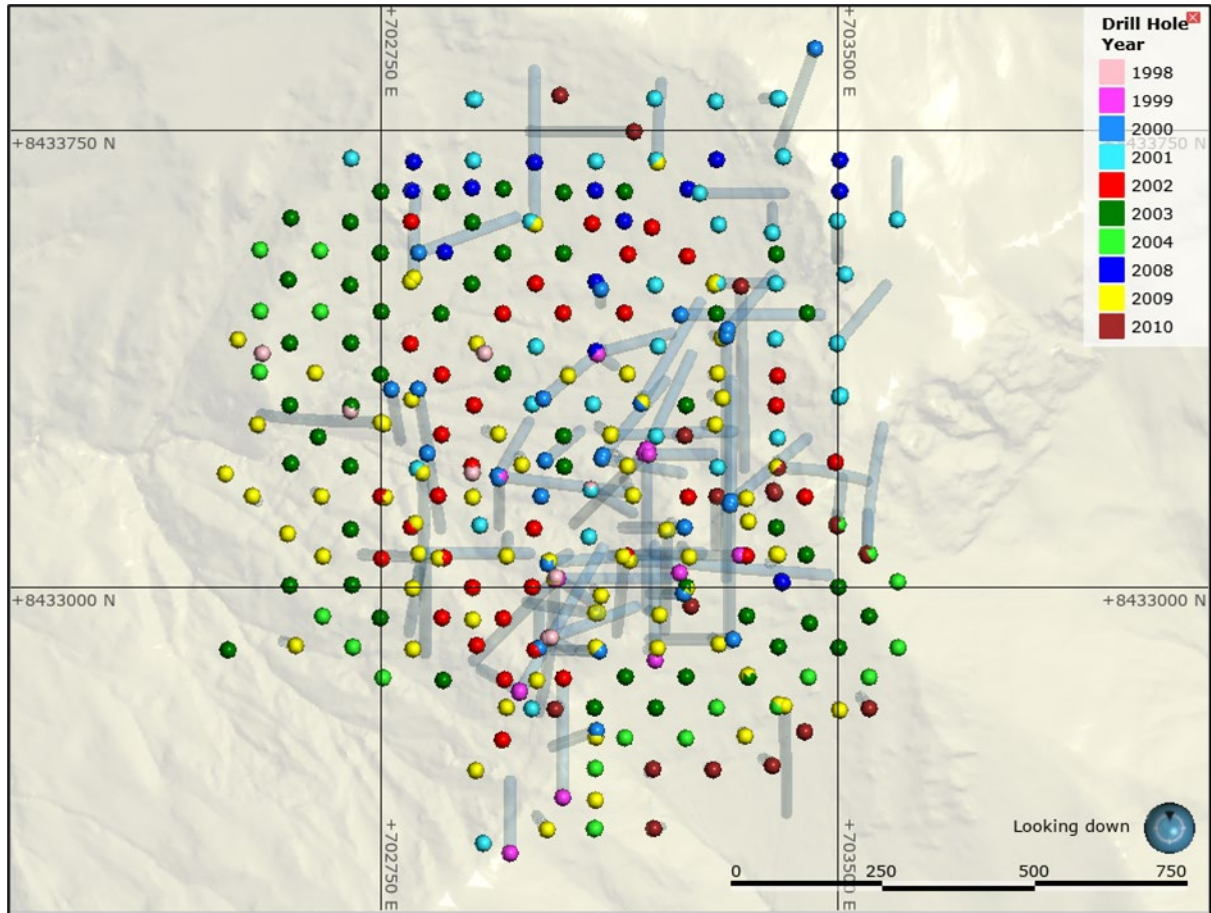 +702750 E
+703500 E
Drill Hole
Year
1998
1999
2000
2001
2002
2003
2004
2008
2009
2010
+8433750 N
+8433750 N
+8433000 N
+8433000 N
Looking down
+702750 E
+703500 E
0 250 500 750